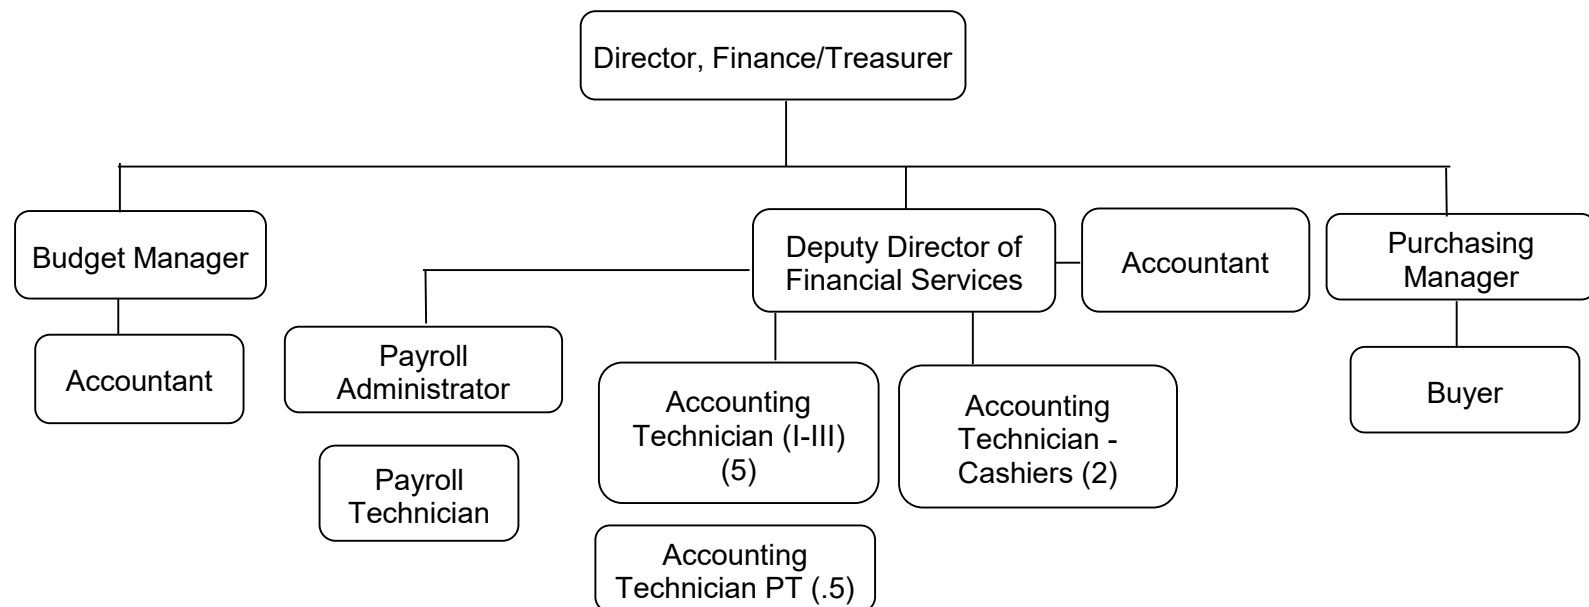 Director, Finance/Treasurer
Budget Manager
Deputy Director of
Financial Services
Accountant
Purchasing
Manager
Accountant
Payroll
Administrator
Accounting
Technician (I-III)
(5)
Accounting
Technician -
Cashiers (2)
Buyer
Payroll
Technician
Accounting
Technician PT (.5)